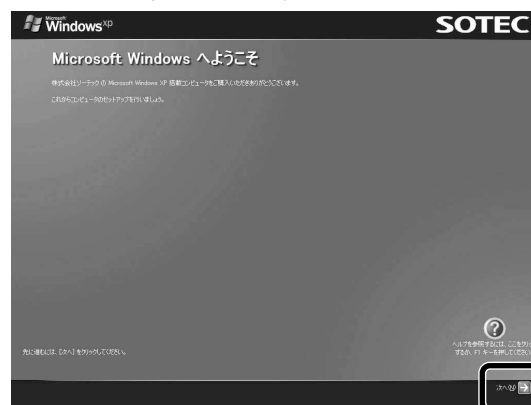 Microsoft
Windows xp
SOTEC
Microsoft Windows へようこそ
株式会社ソーテック の Microsoft Windows XP 搭載コンピュータをご購入いただきありがとうございます。
これからコンピュータのセットアップを行いましょう。
ヘルプを参照するには、ここをクリッ
するか、F1 キーを押してください
先に進むには、[次へ] をクリックしてください。
次へ(N)